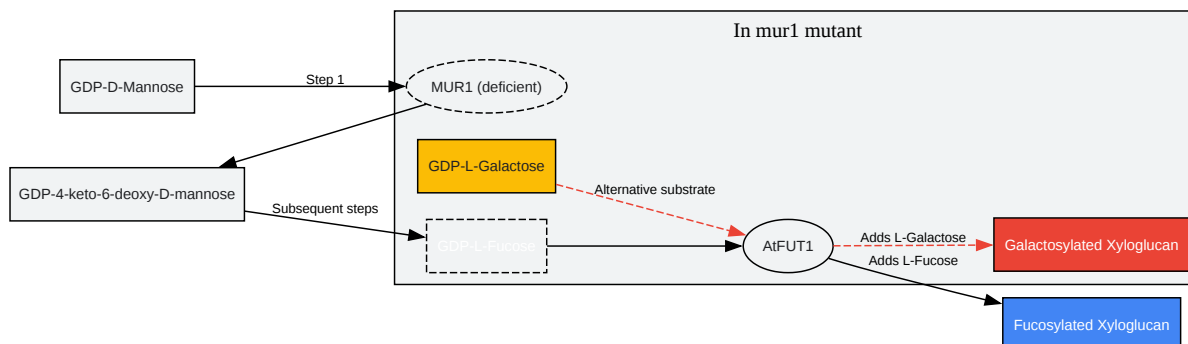 In mur1 mutant
GDP-D-Mannose
Step 1
MUR1 (deficient)
GDP-L-Galactose
GDP-4-keto-6-deoxy-D-mannose
Alternative substrate
Subsequent steps
GDP-L-Fucose
AtFUT1
Adds L-Galactose
Galactosylated Xyloglucan
Adds L-Fucose
Fucosylated Xyloglucan